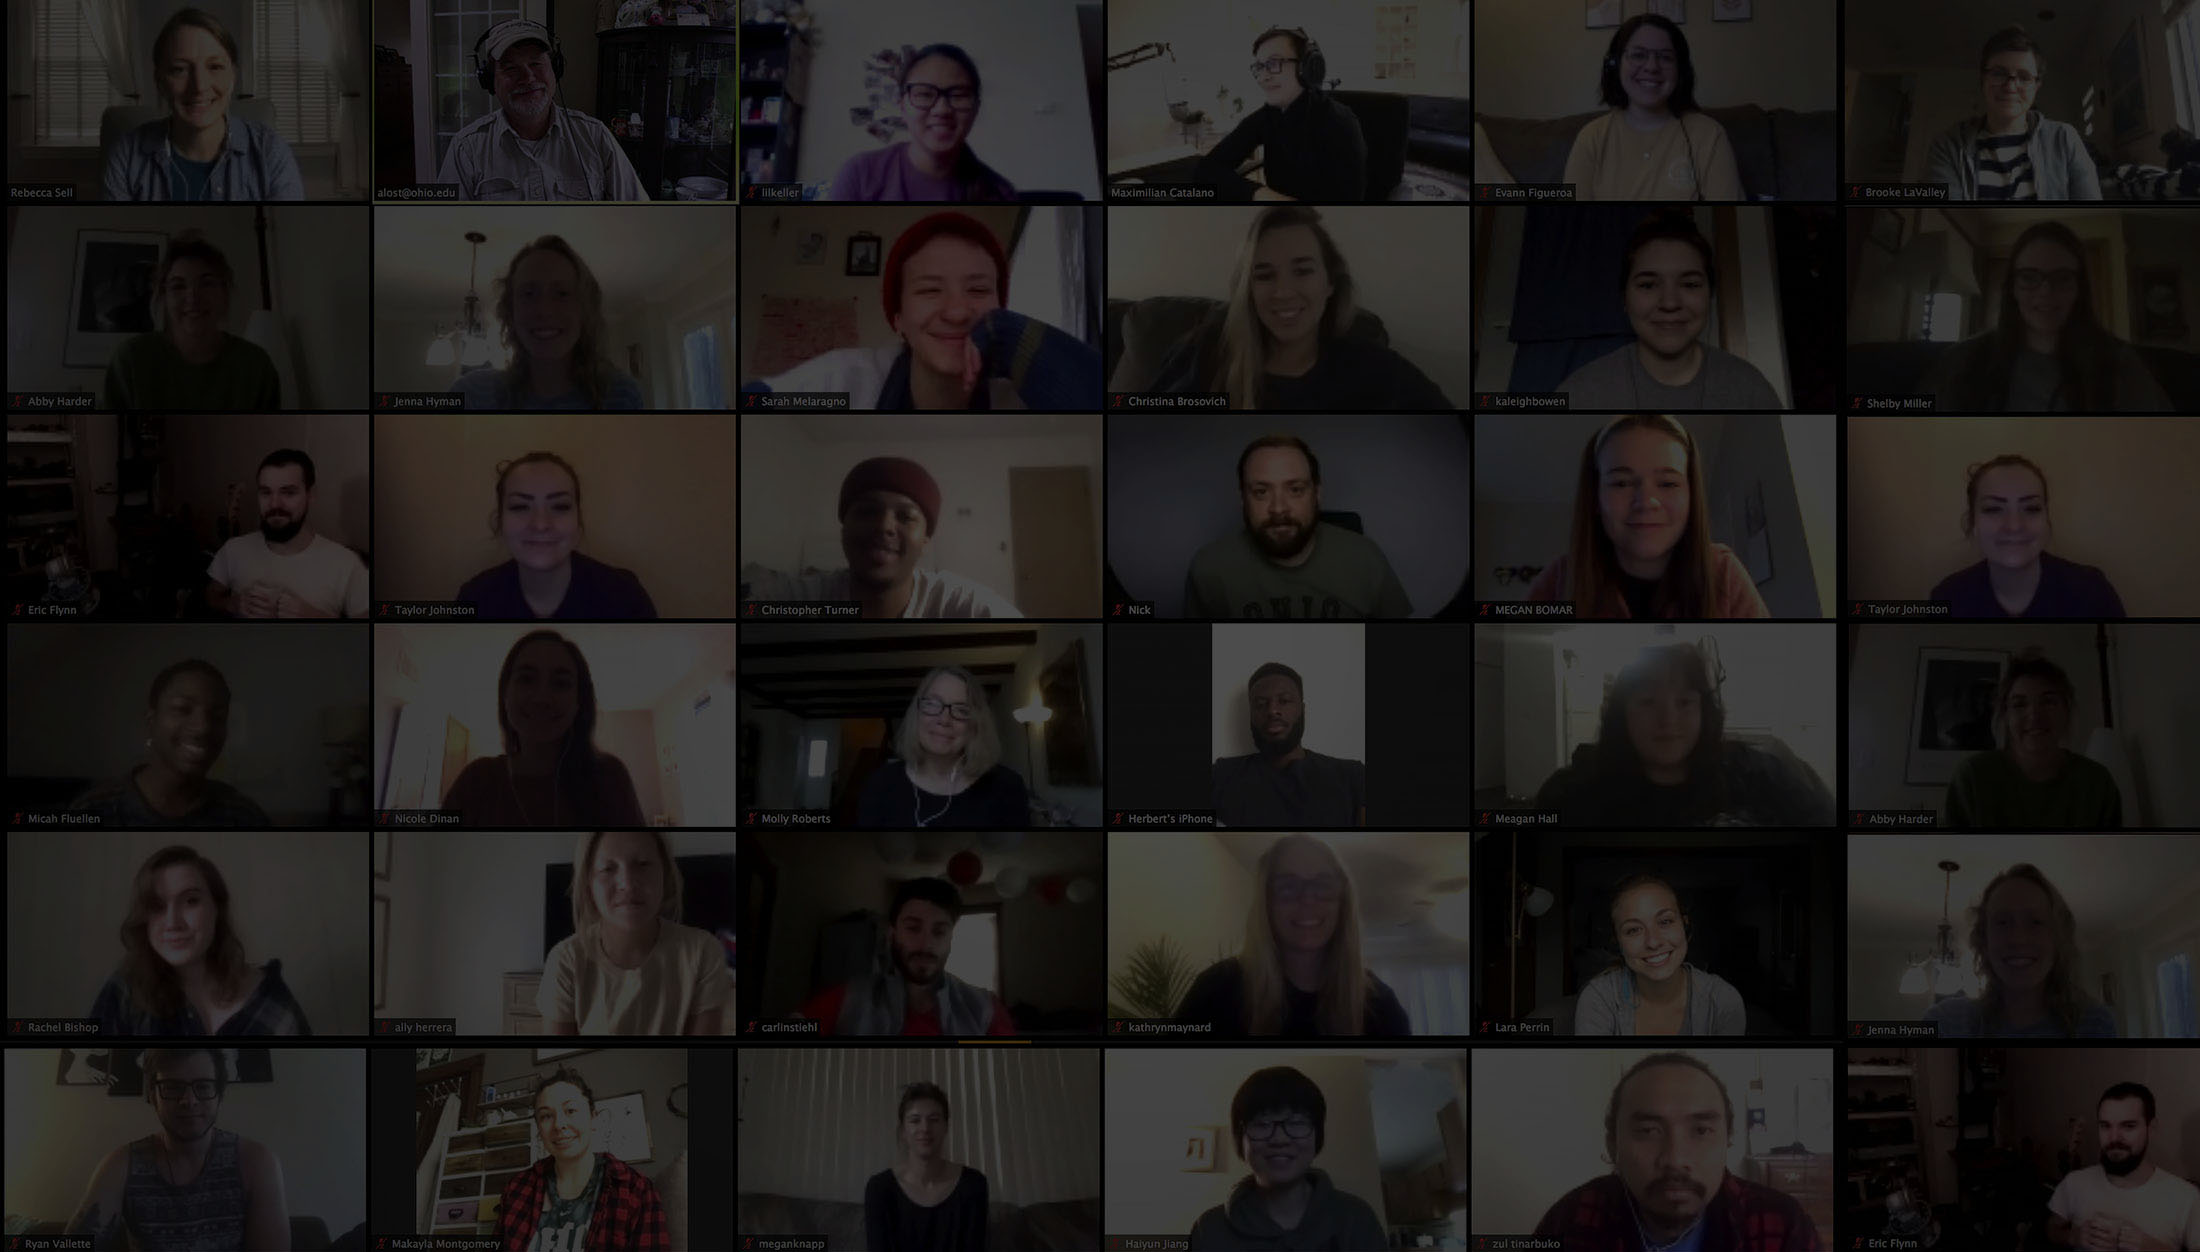 Rebecca Sell
alost@ohio.edu
lilkeller
Maximilian Catalano
Evann Figueroa
Brooke LaValley
Abby Harder
Jenna Hyman
Sarah Melaragno
Christina Brosovich
kaleighbowen
Shelby Miller
Eric Flynn
Taylor Johnston
Christopher Turner
Nick
MEGAN BOMAR
Taylor Johnston
Micah Fluellen
Nicole Dinan
Molly Roberts
Herbert's iPhone
Meagan Hall
Abby Harder
Rachel Bishop
ally herrera
carlinstiehl
kathrynmaynard
Lara Perrin
Jenna Hyman
Ryan Vallette
Makayla Montgomery
meganknapp
Haiyun Jiang
zul tinarbuko
Eric Flynn